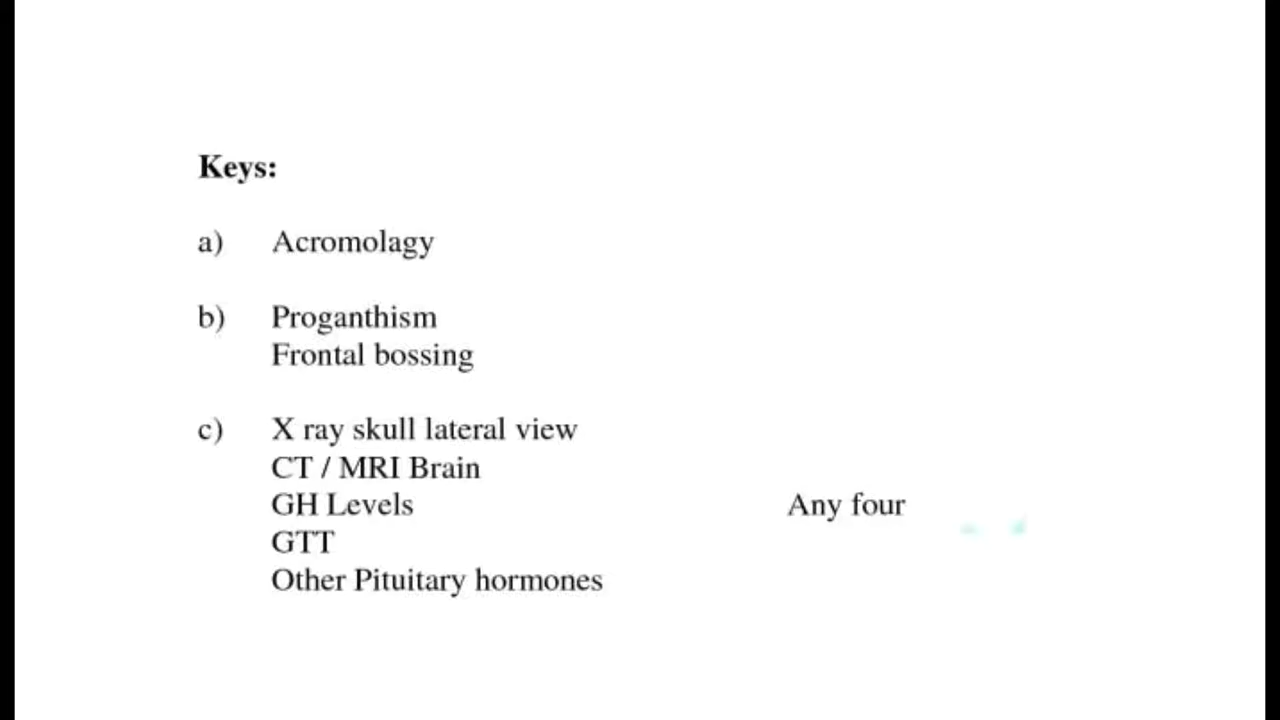 Keys:
a) Acromolagy
b) Proganthism
Frontal bossing
c) X ray skull lateral view
CT / MRI Brain
GH Levels Any four
GTT
Other Pituitary hormones